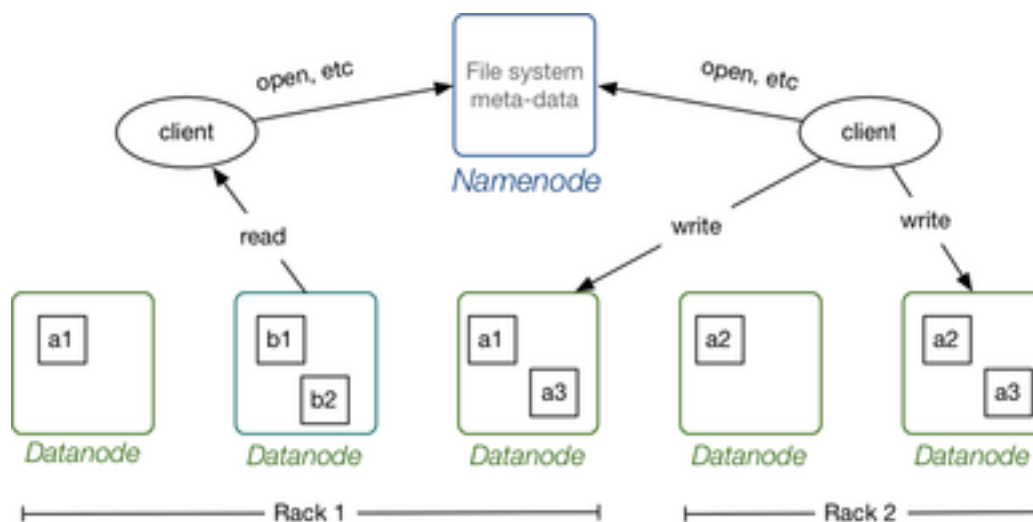 open, etc
File system
meta-data
open, etc
client
client
Namenode
read
write
write
a1
b1
b2
a1
a3
a2
a2
a3
Datanode
Datanode
Datanode
Datanode
Datanode
Rack 1
Rack 2